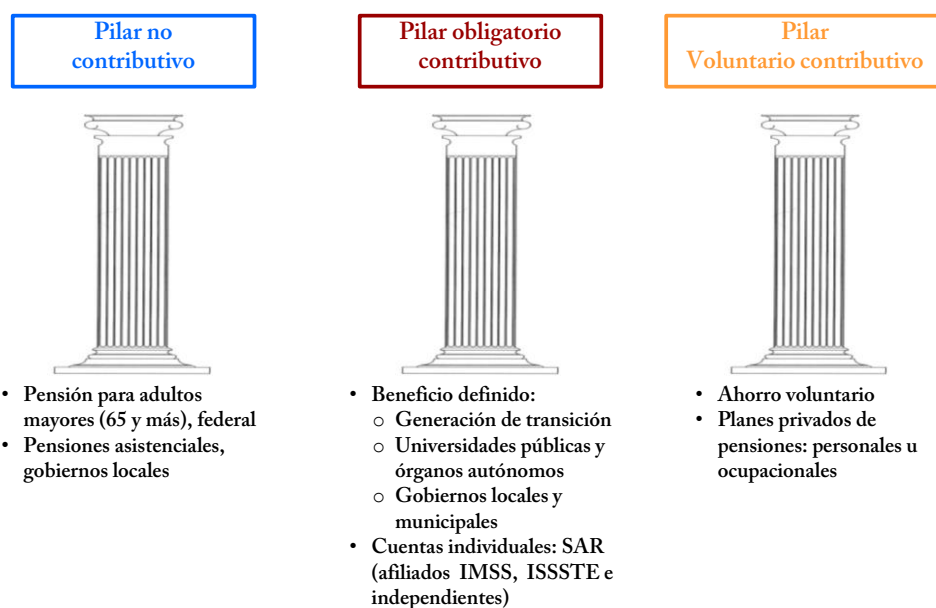 Pilar no
contributivo
Pilar obligatorio
contributivo
Pilar
Voluntario contributivo
• Pensión para adultos
mayores (65 y más), federal
• Pensiones asistenciales,
gobiernos locales
• Beneficio definido:
o Generación de transición
o Universidades públicas y
órganos autónomos
o Gobiernos locales y
municipales
• Cuentas individuales: SAR
(afiliados IMSS, ISSSTE e
independientes)
• Ahorro voluntario
• Planes privados de
pensiones: personales u
ocupacionales